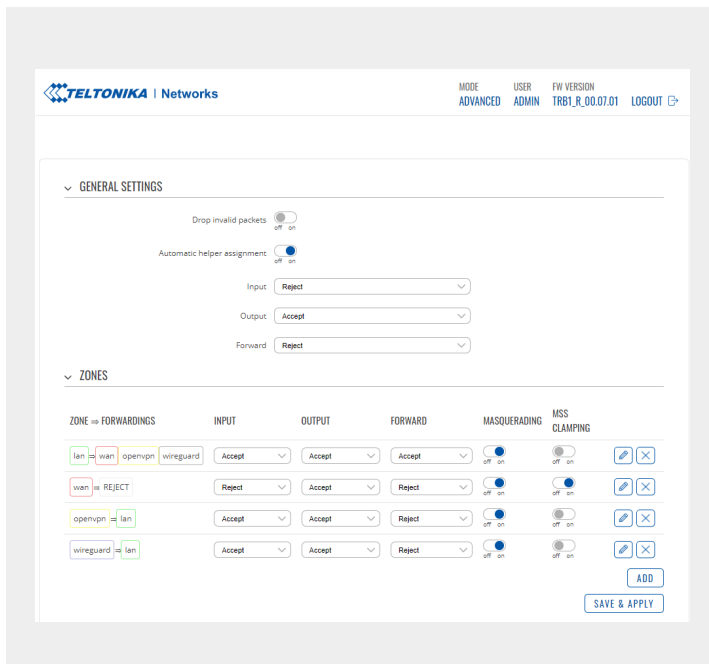 TELTONIKA | Networks
MODE USER FW VERSION
ADVANCED ADMIN TRB1_R_00.07.01 LOGOUT
GENERAL SETTINGS
Drop invalid packets
off on
Automatic helper assignment
off on
Input Reject
Output Accept
Forward Reject
ZONES
ZONE ⇒ FORWARDINGS INPUT OUTPUT FORWARD MASQUERADING MSS CLAMPING
lan ⇒ wan openvpn wireguard Accept Accept Accept off on off on
wan ⇒ REJECT Reject Accept Reject off on off on
openvpn ⇒ lan Accept Accept Reject off on off on
wireguard ⇒ lan Accept Accept Reject off on off on
ADD
SAVE & APPLY